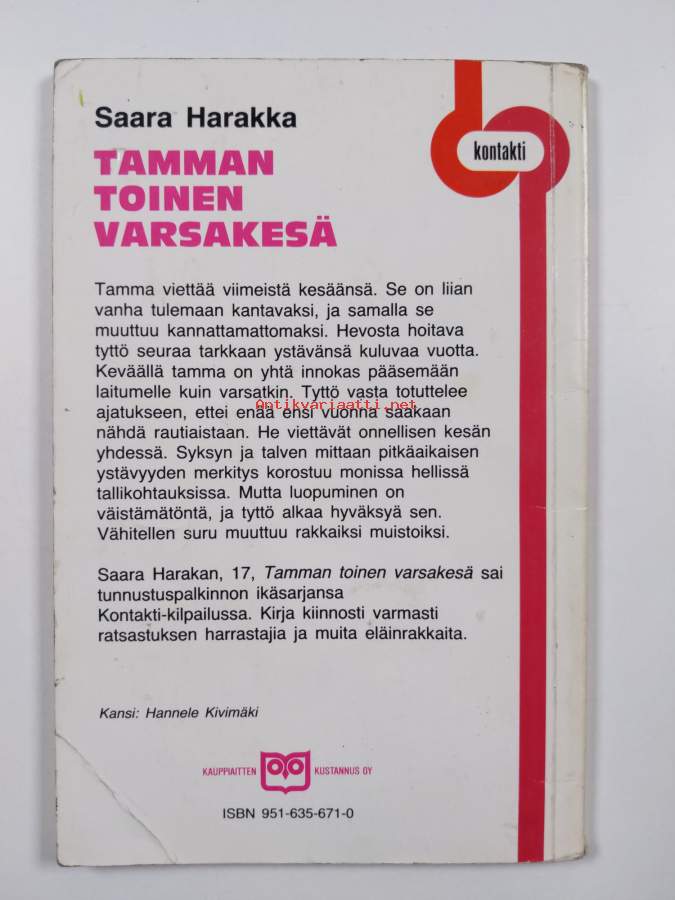 Saara Harakka
TAMMAN
TOINEN
VARSAKESÄ
kontakti
Tamma viettää viimeistä kesäänsä. Se on liian
vanha tulemaan kantavaksi, ja samalla se
muuttuu kannattamattomaksi. Hevosta hoitava
tyttö seuraa tarkkaan ystävänsä kuluvaa vuotta.
Keväällä tamma on yhtä innokas pääsemään
laitumelle kuin varsatkin. Tyttö vasta totuttelee
ajatukseen, ettei enää ensi vuonna saakaan
Antikvariaatti.net
nähdä rautiaistaan. He viettävät onnellisen kesän
yhdessä. Syksyn ja talven mittaan pitkäaikaisen
ystävyyden merkitys korostuu monissa hellissä
tallikohtauksissa. Mutta luopuminen on
väistämätöntä, ja tyttö alkaa hyväksyä sen.
Vähitellen suru muuttuu rakkaiksi muistoiksi.
Saara Harakan, 17, Tamman toinen varsakesä sai
tunnustuspalkinnon ikäsarjansa
Kontakti-kilpailussa. Kirja kiinnosti varmasti
ratsastuksen harrastajia ja muita eläinrakkaita.
Kansi: Hannele Kivimäki
KAUPPIAITTEN KUSTANNUS OY
ISBN 951-635-671-0